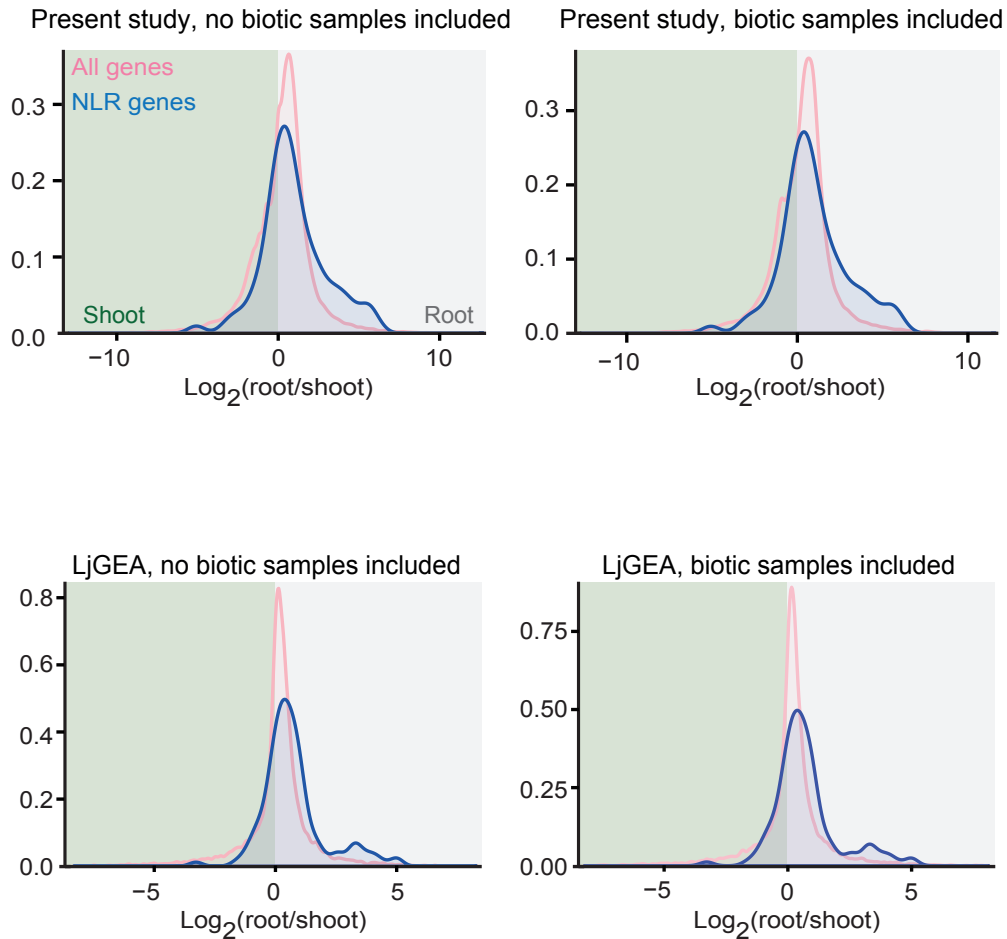 Present study, no biotic samples included
All genes
NLR genes
0.3
0.2
0.1
0.0
Shoot
Root
−10
0
10
Log2(root/shoot)
Present study, biotic samples included
0.3
0.2
0.1
0.0
−10
0
10
Log2(root/shoot)
LjGEA, no biotic samples included
0.8
0.6
0.4
0.2
0.0
−5
0
5
Log2(root/shoot)
LjGEA, biotic samples included
0.75
0.50
0.25
0.0
−5
0
5
Log2(root/shoot)